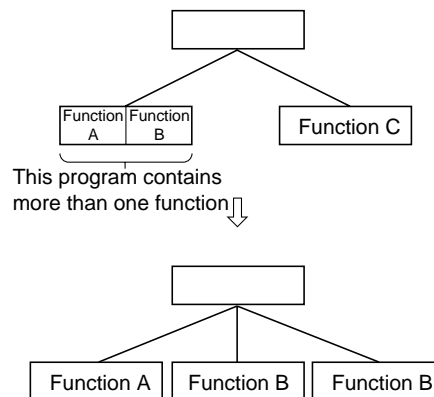 Function Function
A B
Function C
This program contains
more than one function
Function A Function B Function B